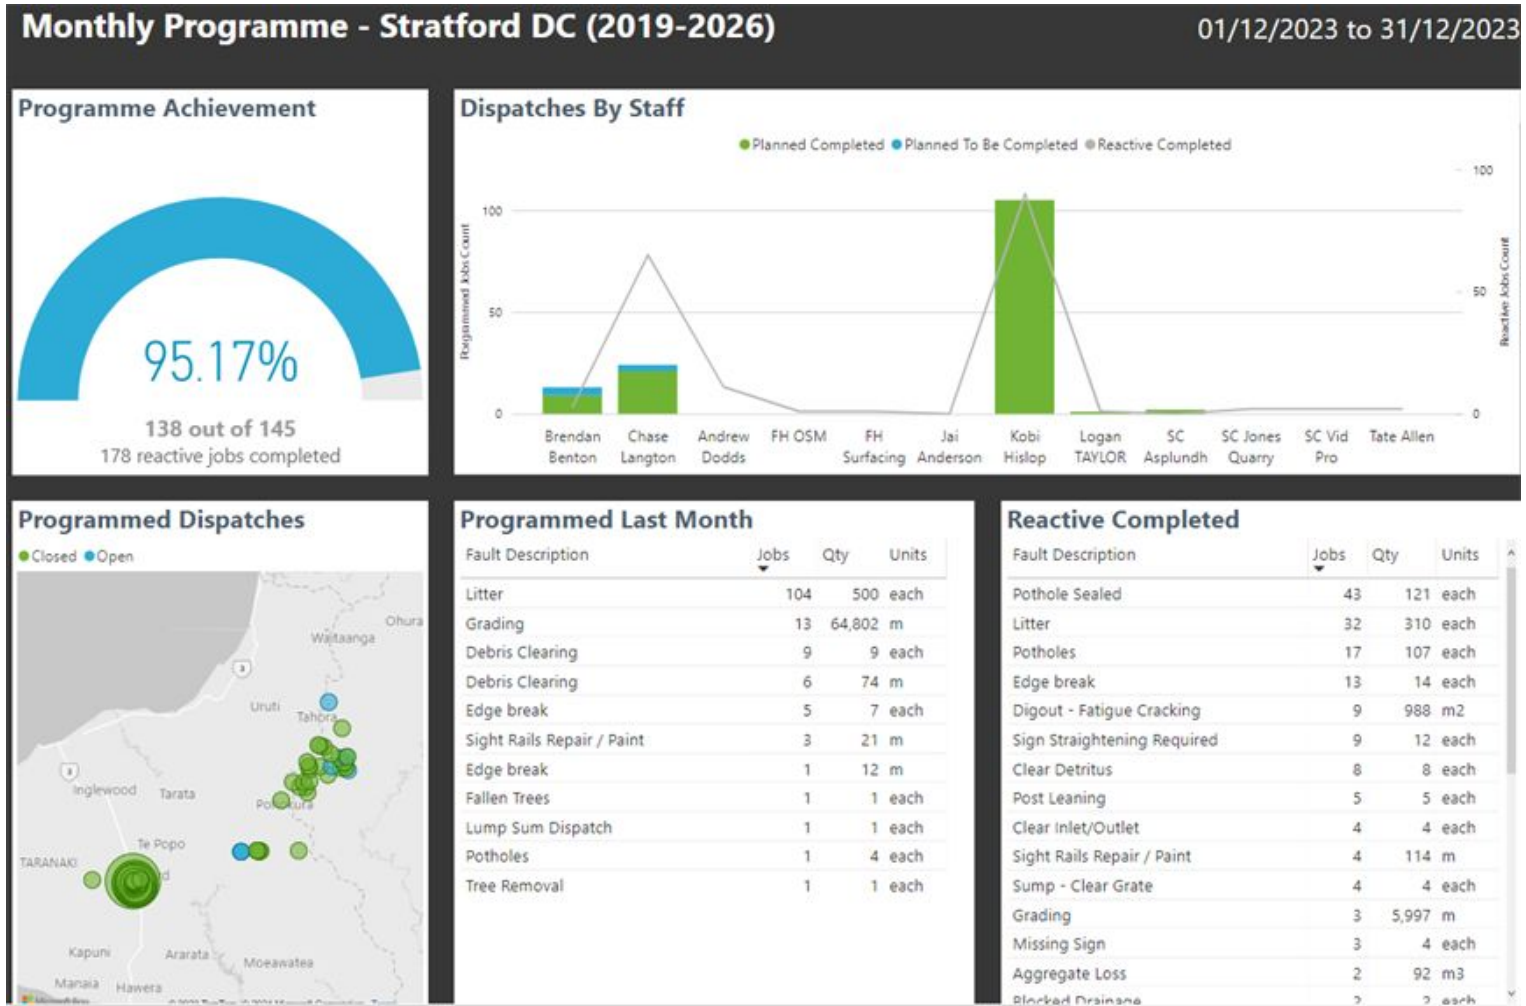 Monthly Programme - Stratford DC (2019-2026)
01/12/2023 to 31/12/2023
Programme Achievement
95.17%
138 out of 145
178 reactive jobs completed
Dispatches By Staff
Planned Completed Planned To Be Completed Reactive Completed
100
50
0
100
50
0
Reactive Jobs Count
Brendan Benton
Chase Langton
Andrew Dodds
FH OSM
FH Surfacing
Jai Anderson
Kobi Hislop
Logan TAYLOR
SC Asplundh
SC Jones Quarry
SC Vid Pro
Tate Allen
Programmed Dispatches
Closed Open
Ohura
Waitaanga
3
Uruti
Tahora
3
Inglewood
Tarata
Te Popo
TARANAKI
Kapuni
Ararata
Moeawatea
Manaia
Hawera
Programmed Last Month
Fault Description Jobs Qty Units
Litter 104 500 each
Grading 13 64,802 m
Debris Clearing 9 9 each
Debris Clearing 6 74 m
Edge break 5 7 each
Sight Rails Repair / Paint 3 21 m
Edge break 1 12 m
Fallen Trees 1 1 each
Lump Sum Dispatch 1 1 each
Potholes 1 4 each
Tree Removal 1 1 each
Reactive Completed
Fault Description Jobs Qty Units
Pothole Sealed 43 121 each
Litter 32 310 each
Potholes 17 107 each
Edge break 13 14 each
Digout - Fatigue Cracking 9 988 m2
Sign Straightening Required 9 12 each
Clear Detritus 8 8 each
Post Leaning 5 5 each
Clear Inlet/Outlet 4 4 each
Sight Rails Repair / Paint 4 114 m
Sump - Clear Grate 4 4 each
Grading 3 5,997 m
Missing Sign 3 4 each
Aggregate Loss 2 92 m3
Blocked Drainage 2 2 each